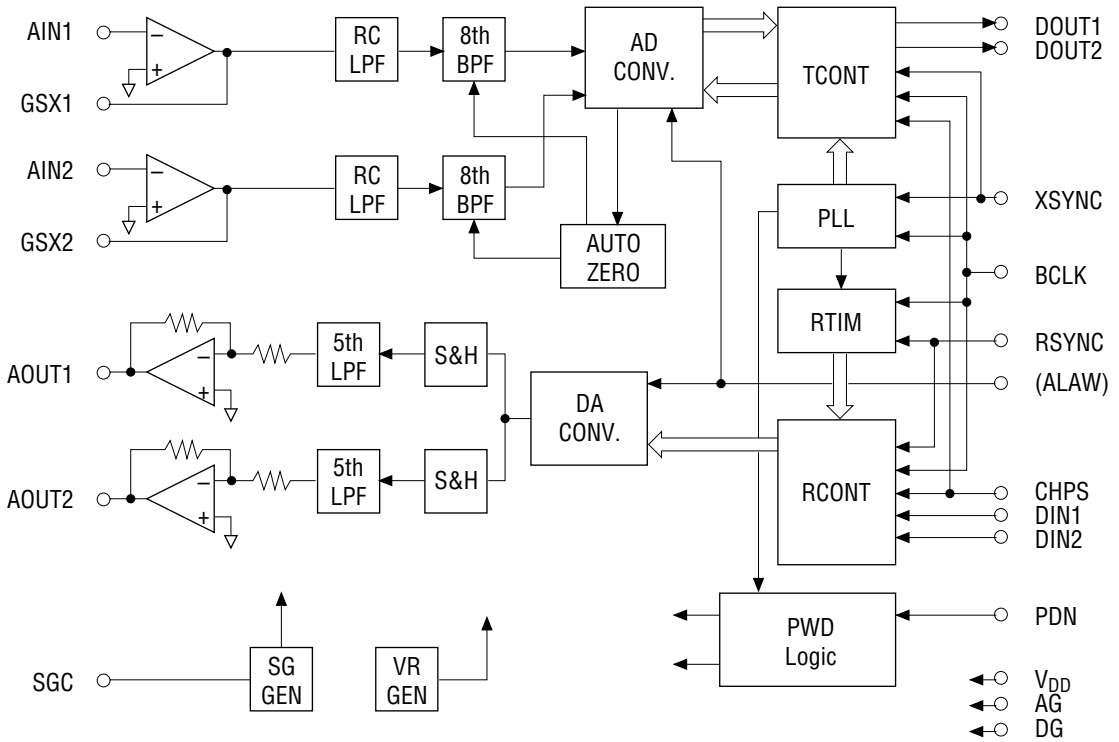 AIN1
GSX1
AIN2
GSX2
AOUT1
AOUT2
SGC
−
+
−
+
−
+
−
+
RC
LPF
8th
BPF
RC
LPF
8th
BPF
AD
CONV.
AUTO
ZERO
5th
LPF
S&H
5th
LPF
S&H
DA
CONV.
SG
GEN
VR
GEN
TCONT
PLL
RTIM
RCONT
PWD
Logic
DOUT1
DOUT2
XSYNC
BCLK
RSYNC
(ALAW)
CHPS
DIN1
DIN2
PDN
VDD
AG
DG